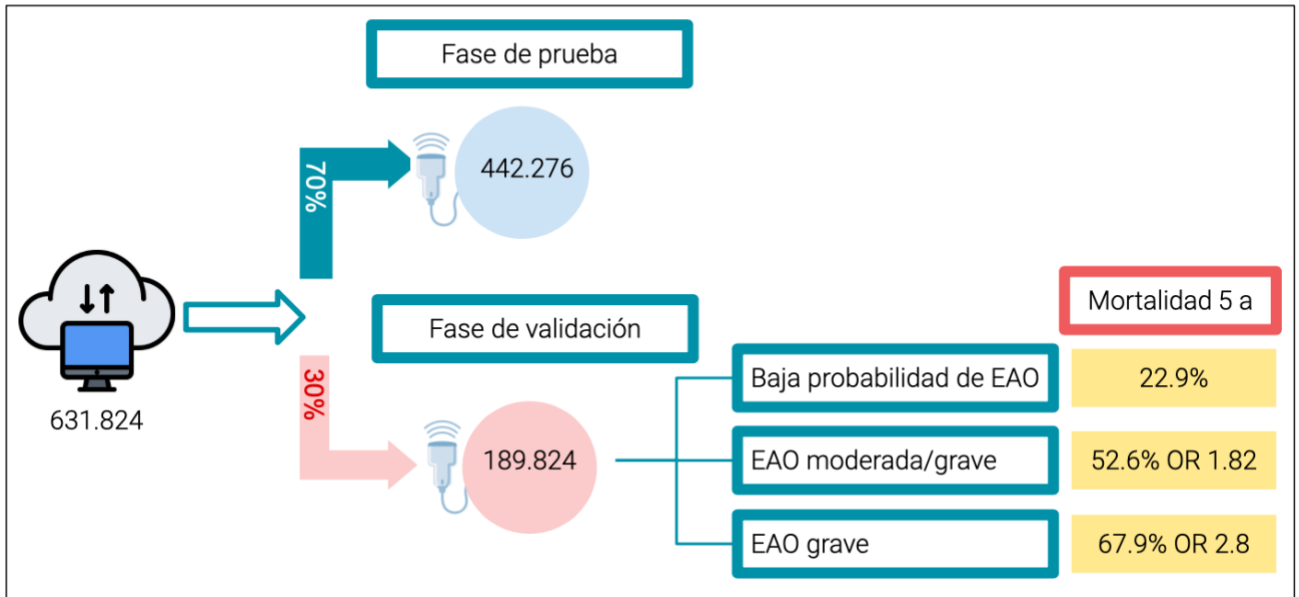 Fase de prueba
70%
442.276
631.824
Fase de validación
30%
189.824
Mortalidad 5 a
Baja probabilidad de EAO
22.9%
EAO moderada/grave
52.6% OR 1.82
EAO grave
67.9% OR 2.8